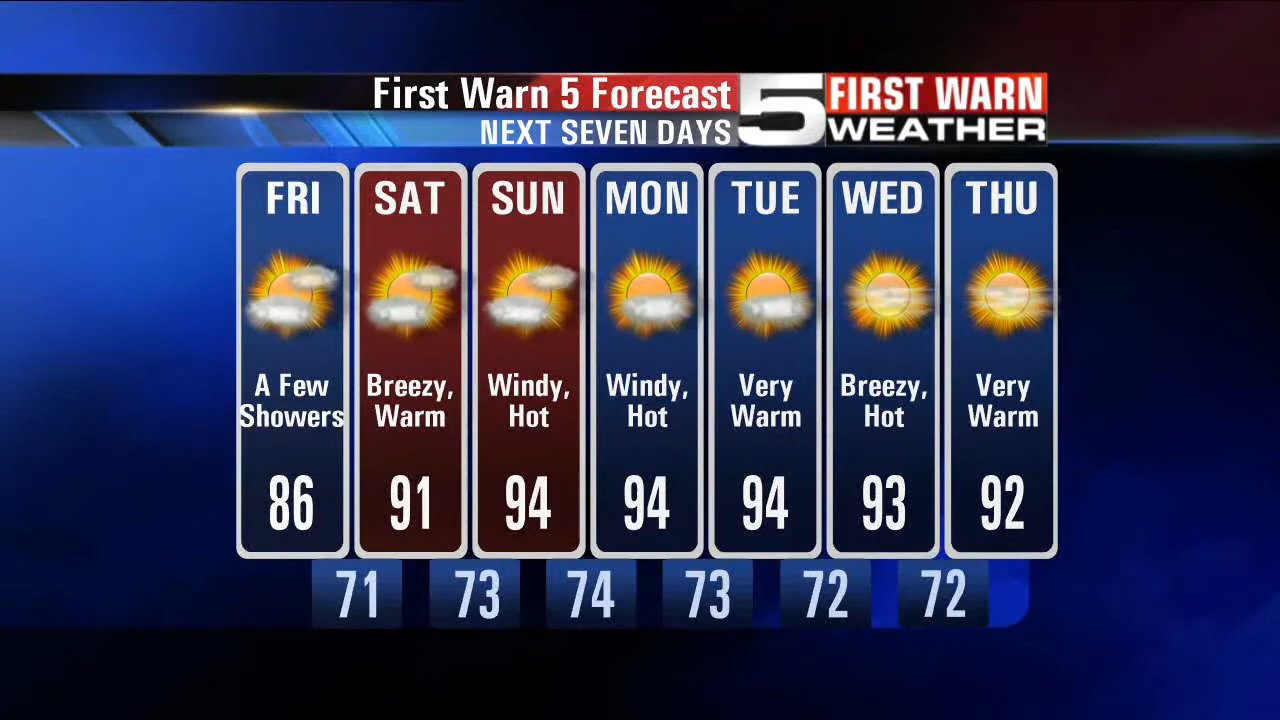 First Warn 5 Forecast
NEXT SEVEN DAYS
5 FIRST WARN
WEATHER
FRI SAT SUN MON TUE WED THU
A Few Showers
Breezy, Warm
Windy, Hot
Windy, Hot
Very Warm
Breezy, Hot
Very Warm
86 91 94 94 94 93 92
71 73 74 73 72 72